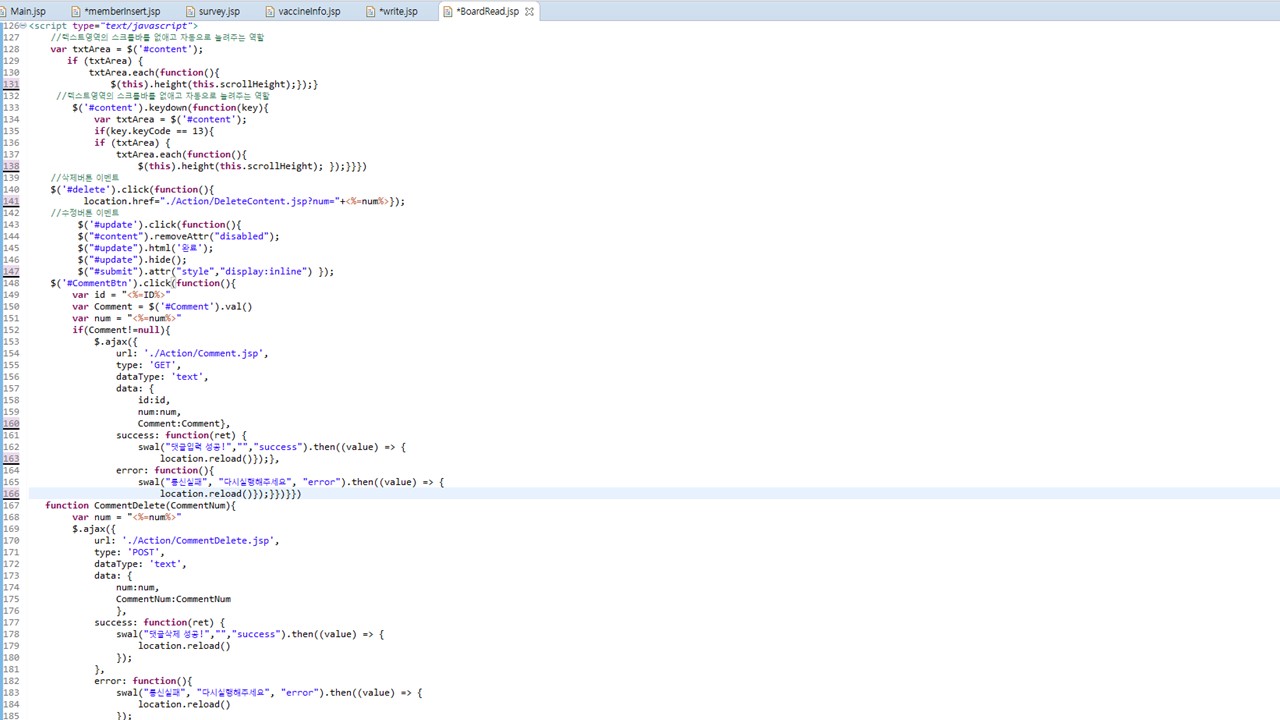 Main.jsp *memberInsert.jsp survey.jsp vaccineInfo.jsp *write.jsp *BoardRead.jsp
126 <script type="text/javascript">
127 //텍스트영역의 스크롤바를 없애고 자동으로 늘려주는 역할
128 var txtArea = $('#content');
129 if (txtArea) {
130 txtArea.each(function(){
131 $(this).height(this.scrollHeight);});}
132 //텍스트영역의 스크롤바를 없애고 자동으로 늘려주는 역할
133 $('#content').keydown(function(key){
134 var txtArea = $('#content');
135 if(key.keyCode == 13){
136 if (txtArea) {
137 txtArea.each(function(){
138 $(this).height(this.scrollHeight); });}}})
139 //삭제버튼 이벤트
140 $('#delete').click(function(){
141 location.href="./Action/DeleteContent.jsp?num="+<%=num%>});
142 //수정버튼 이벤트
143 $('#update').click(function(){
144 $("#content").removeAttr("disabled");
145 $("#update").html('완료');
146 $("#update").hide();
147 $("#submit").attr("style","display:inline") });
148 $('#CommentBtn').click(function(){
149 var id = "<%=ID%>"
150 var Comment = $('#Comment').val()
151 var num = "<%=num%>"
152 if(Comment!=null){
153 $.ajax({
154 url: './Action/Comment.jsp',
155 type: 'GET',
156 dataType: 'text',
157 data: {
158 id:id,
159 num:num,
160 Comment:Comment},
161 success: function(ret) {
162 swal("댓글입력 성공!","","success").then((value) => {
163 location.reload()});},
164 error: function(){
165 swal("통신실패", "다시실행해주세요", "error").then((value) => {
166 location.reload()});}})}})
167 function CommentDelete(CommentNum){
168 var num = "<%=num%>"
169 $.ajax({
170 url: './Action/CommentDelete.jsp',
171 type: 'POST',
172 dataType: 'text',
173 data: {
174 num:num,
175 CommentNum:CommentNum
176 },
177 success: function(ret) {
178 swal("댓글삭제 성공!","","success").then((value) => {
179 location.reload()
180 });
181 },
182 error: function(){
183 swal("통신실패", "다시실행해주세요", "error").then((value) => {
184 location.reload()
185 });